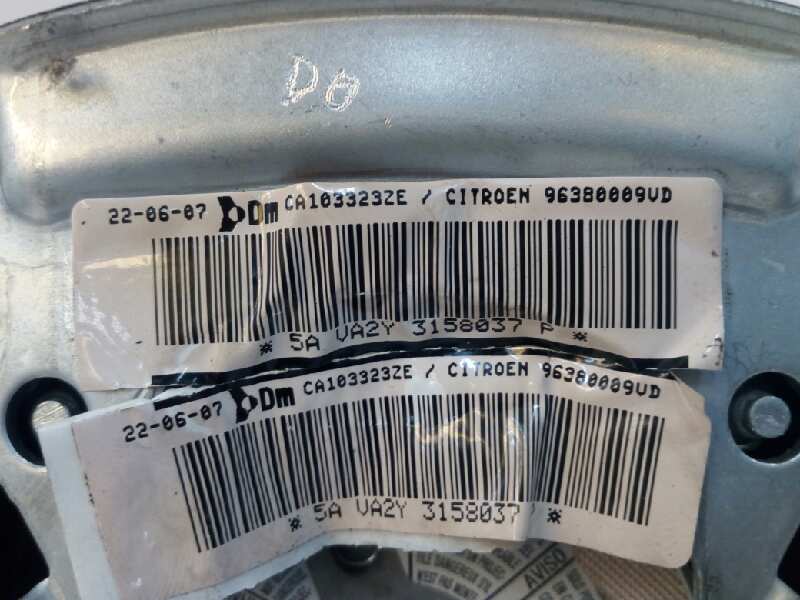 DO
22-06-07 Dm CA103323ZE / CITROEN 96380009VD
* 5A VA2Y 3158037 P *
22-06-07 Dm CA103323ZE / CITROEN 96380009VD
* 5A VA2Y 3158037 *
AVISO